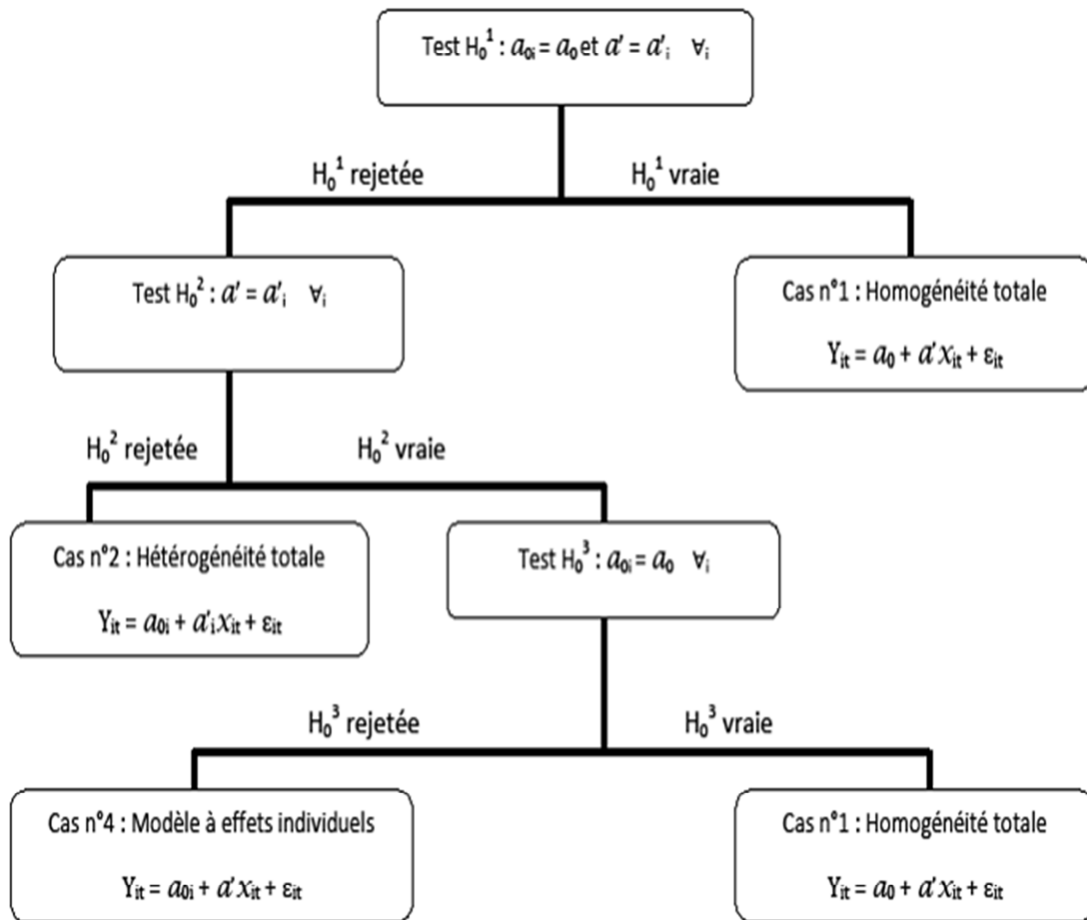 Test H₀¹ : a₀ᵢ = a₀ et a' = a'ᵢ ∀ᵢ
H₀¹ rejetée H₀¹ vraie
Test H₀² : a' = a'ᵢ ∀ᵢ
Cas n°1 : Homogénéité totale
Yᵢₜ = a₀ + a'xᵢₜ + εᵢₜ
H₀² rejetée H₀² vraie
Cas n°2 : Hétérogénéité totale
Yᵢₜ = a₀ᵢ + a'ᵢxᵢₜ + εᵢₜ
Test H₀³ : a₀ᵢ = a₀ ∀ᵢ
H₀³ rejetée H₀³ vraie
Cas n°4 : Modèle à effets individuels
Yᵢₜ = a₀ᵢ + a'xᵢₜ + εᵢₜ
Cas n°1 : Homogénéité totale
Yᵢₜ = a₀ + a'xᵢₜ + εᵢₜ